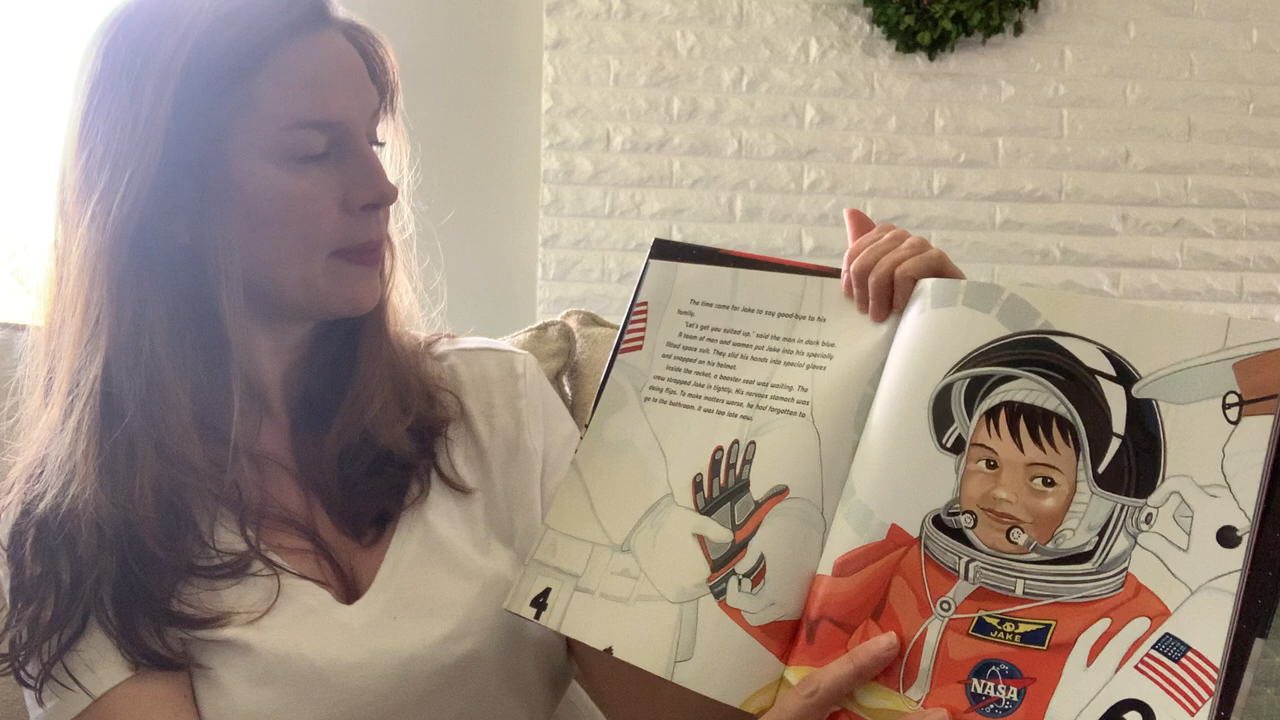 The time came for Jake to say good-bye to his
family.
"Let's get you suited up," said the man in dark blue.
A team of men and women put Jake into his specially
fitted space suit. They slid his hands into special gloves
and snapped on his helmet.
Inside the rocket, a booster seat was waiting. The
crew strapped Jake in tightly. His nervous stomach was
doing flips. To make matters worse, he had forgotten to
go to the bathroom. It was too late now.
4
JAKE
NASA